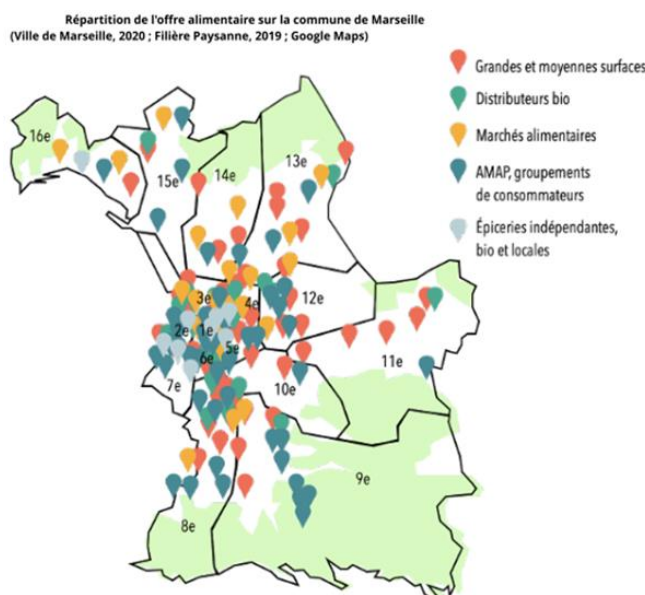 Répartition de l'offre alimentaire sur la commune de Marseille
(Ville de Marseille, 2020 ; Filière Paysanne, 2019 ; Google Maps)
Grandes et moyennes surfaces
Distributeurs bio
Marchés alimentaires
AMAP, groupements
de consommateurs
Épiceries indépendantes,
bio et locales
16e
15e
14e
13e
3e
4e
12e
2e
1e
5e
6e
7e
10e
11e
9e
8e